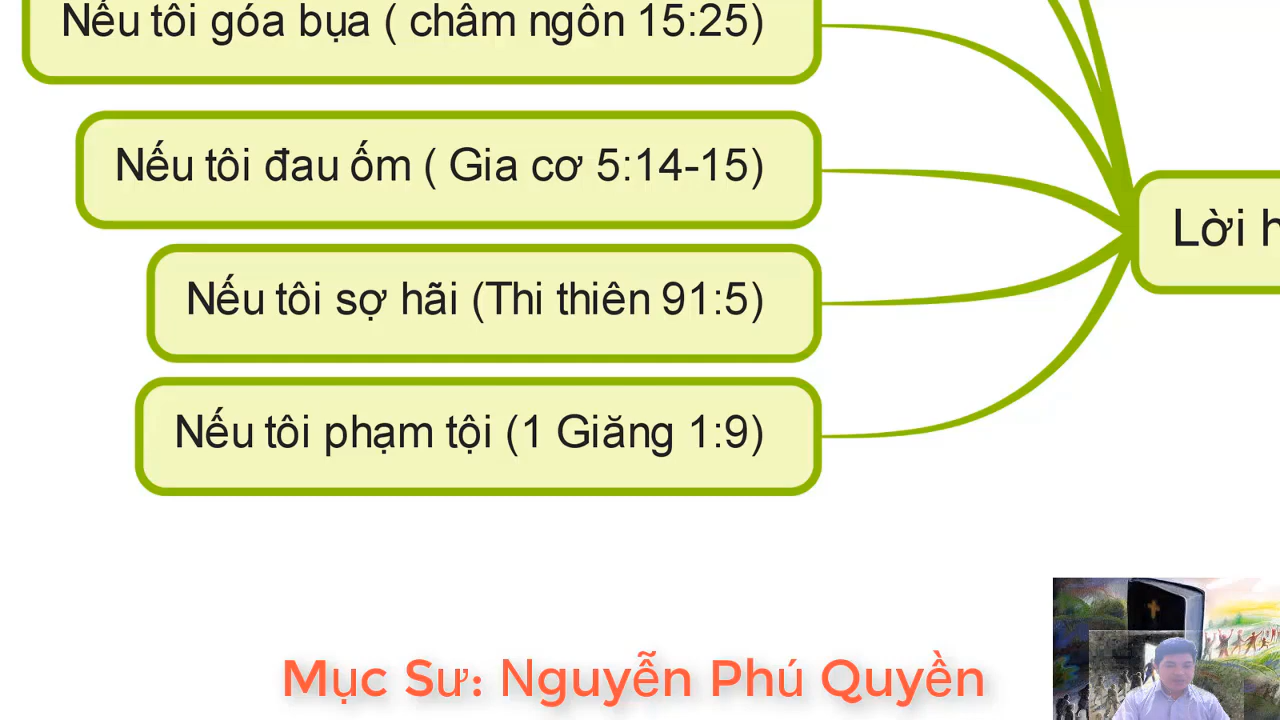 Nếu tôi góa bụa ( châm ngôn 15:25)
Nếu tôi đau ốm ( Gia cơ 5:14-15)
Lời h
Nếu tôi sợ hãi (Thi thiên 91:5)
Nếu tôi phạm tội (1 Giăng 1:9)
Mục Sư: Nguyễn Phú Quyền